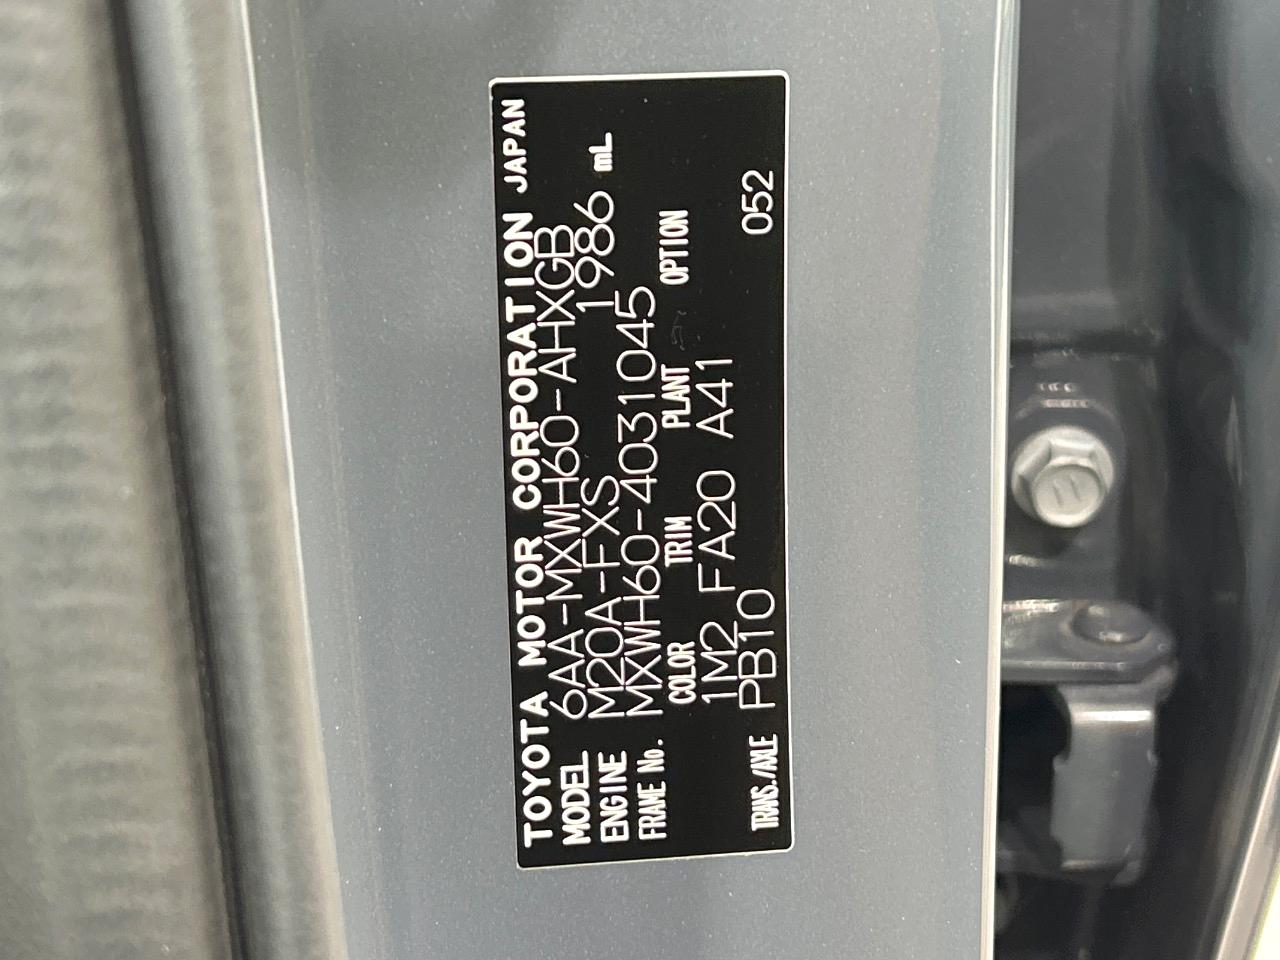 TOYOTA MOTOR CORPORATION JAPAN
MODEL 6AA-MXWH60-AHXGB
ENGINE M20A-FXS 1986 mL
FRAME No. MXWH60-4031045
COLOR TRIM PLANT OPTION
1M2 FA20 A41
TRANS./AXLE PB10 052